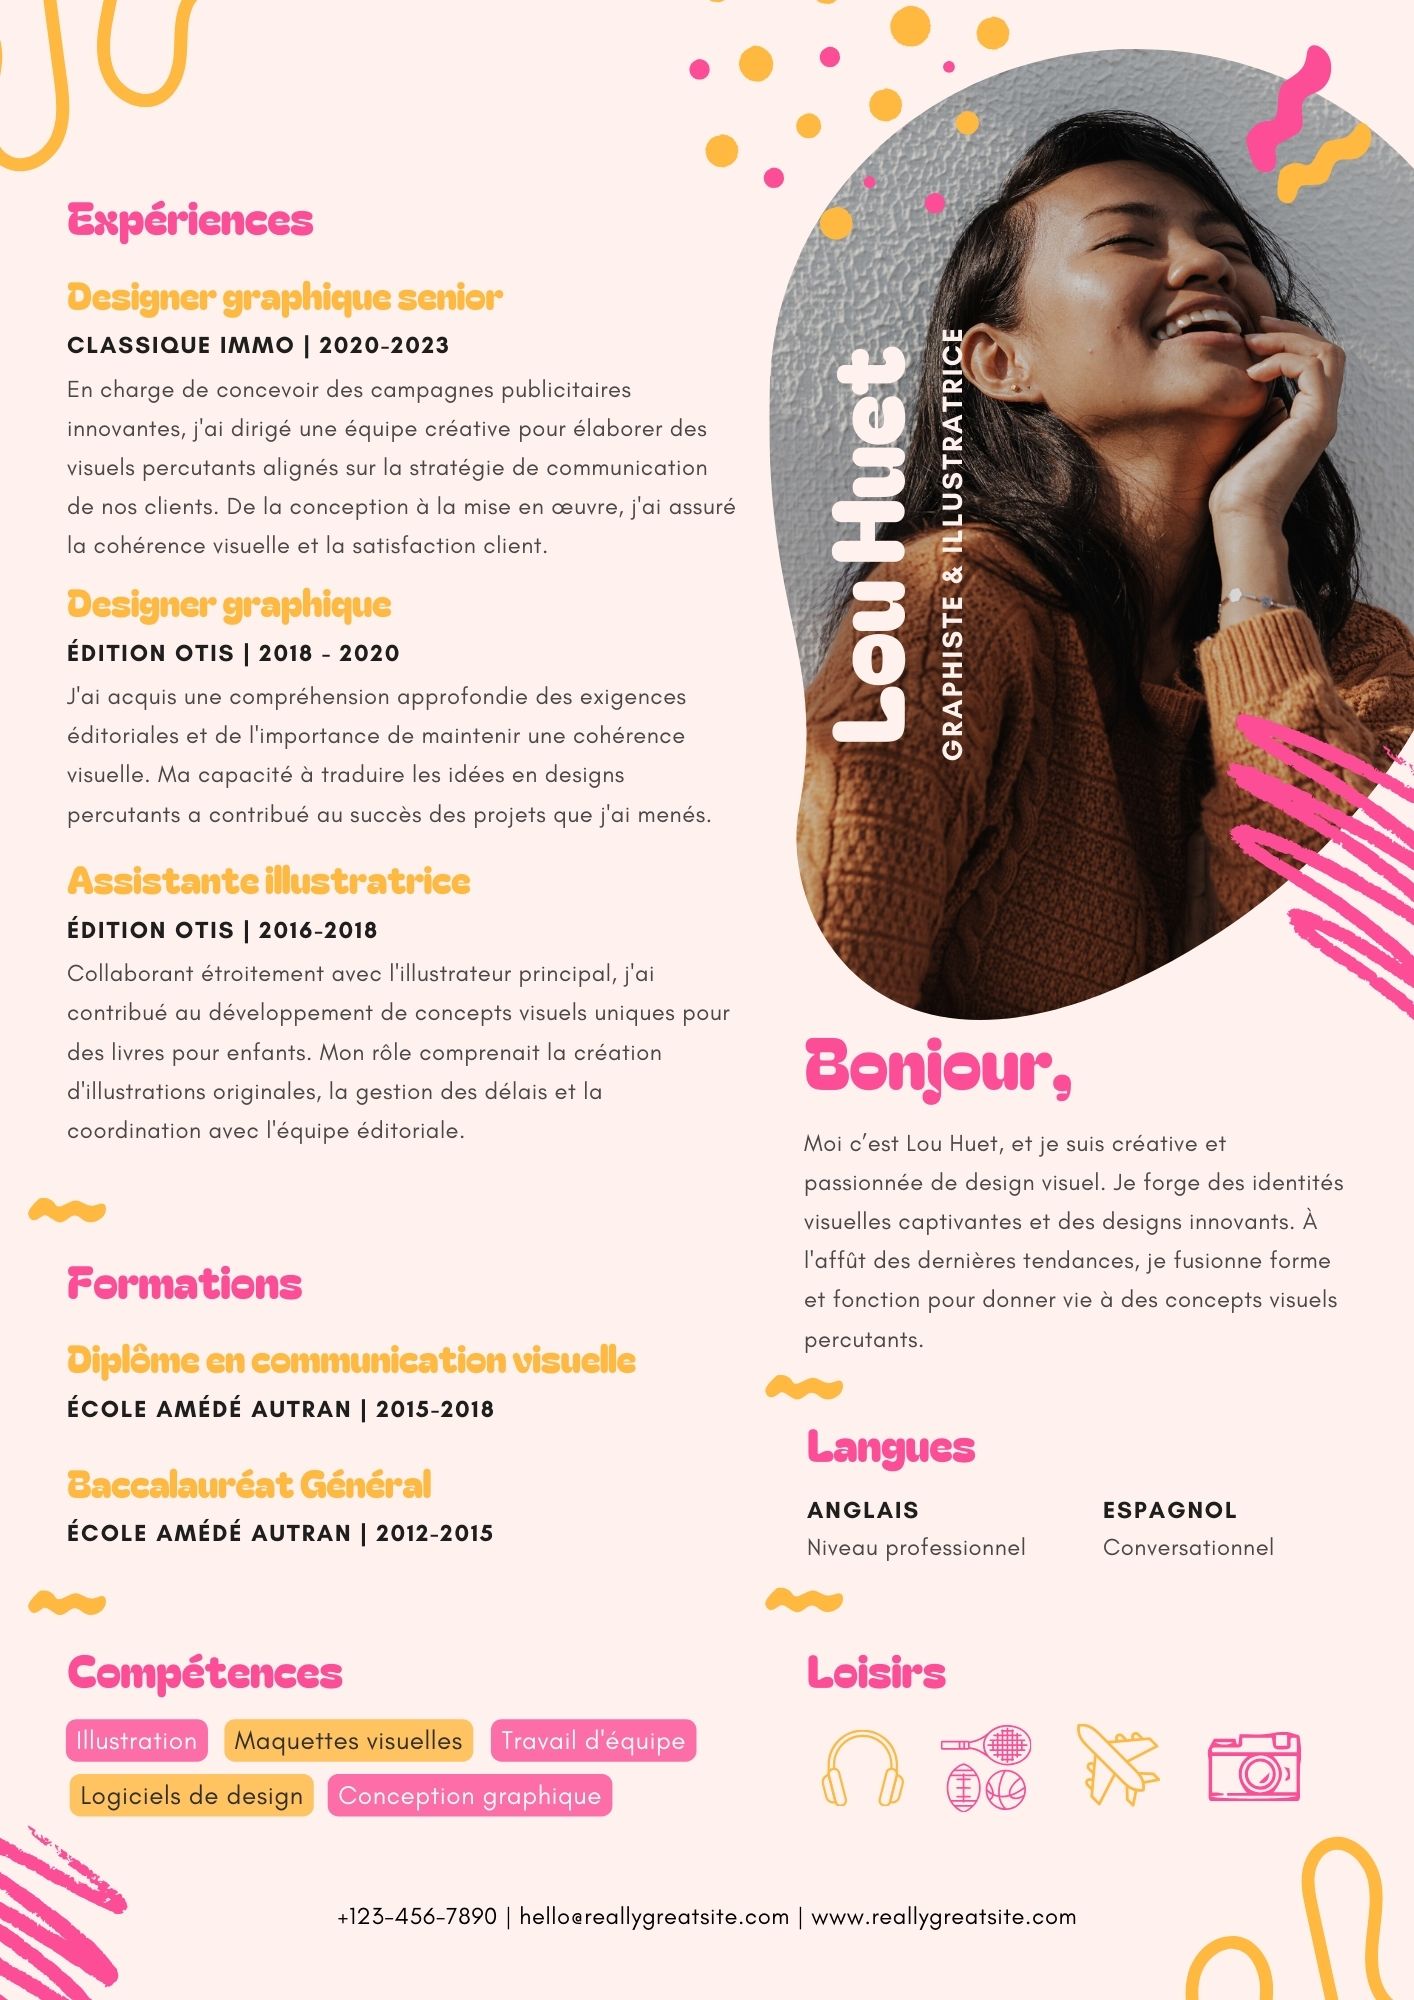 Expériences
Designer graphique senior
CLASSIQUE IMMO | 2020-2023
En charge de concevoir des campagnes publicitaires
innovantes, j'ai dirigé une équipe créative pour élaborer des
visuels percutants alignés sur la stratégie de communication
de nos clients. De la conception à la mise en œuvre, j'ai assuré
la cohérence visuelle et la satisfaction client.
Designer graphique
ÉDITION OTIS | 2018 - 2020
J'ai acquis une compréhension approfondie des exigences
éditoriales et de l'importance de maintenir une cohérence
visuelle. Ma capacité à traduire les idées en designs
percutants a contribué au succès des projets que j'ai menés.
Assistante illustratrice
ÉDITION OTIS | 2016-2018
Collaborant étroitement avec l'illustrateur principal, j'ai
contribué au développement de concepts visuels uniques pour
des livres pour enfants. Mon rôle comprenait la création
d'illustrations originales, la gestion des délais et la
coordination avec l'équipe éditoriale.
Formations
Diplôme en communication visuelle
ÉCOLE AMÉDÉ AUTRAN | 2015-2018
Baccalauréat Général
ÉCOLE AMÉDÉ AUTRAN | 2012-2015
Compétences
Illustration
Maquettes visuelles
Travail d'équipe
Logiciels de design
Conception graphique
Lou Huet
GRAPHISTE & ILLUSTRATRICE
Bonjour,
Moi c’est Lou Huet, et je suis créative et
passionnée de design visuel. Je forge des identités
visuelles captivantes et des designs innovants. À
l'affût des dernières tendances, je fusionne forme
et fonction pour donner vie à des concepts visuels
percutants.
Langues
ANGLAIS
Niveau professionnel
ESPAGNOL
Conversationnel
Loisirs
+123-456-7890 | hello@reallygreatsite.com | www.reallygreatsite.com